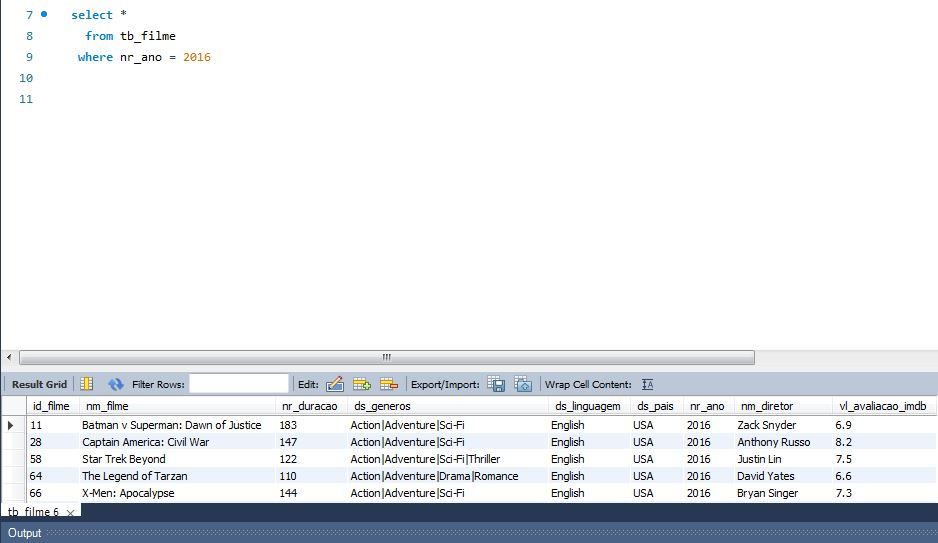 7 select *
8 from tb_filme
9 where nr_ano = 2016
10
11
Result Grid Filter Rows: Edit: Export/Import: Wrap Cell Content: IA
id_filme nm_filme nr_duracao ds_generos ds_linguagem ds_pais nr_ano nm_diretor vl_avaliacao_imdb
11 Batman v Superman: Dawn of Justice 183 Action|Adventure|Sci-Fi English USA 2016 Zack Snyder 6.9
28 Captain America: Civil War 147 Action|Adventure|Sci-Fi English USA 2016 Anthony Russo 8.2
58 Star Trek Beyond 122 Action|Adventure|Sci-Fi|Thriller English USA 2016 Justin Lin 7.5
64 The Legend of Tarzan 110 Action|Adventure|Drama|Romance English USA 2016 David Yates 6.6
66 X-Men: Apocalypse 144 Action|Adventure|Sci-Fi English USA 2016 Bryan Singer 7.3
tb_filme 6
Output